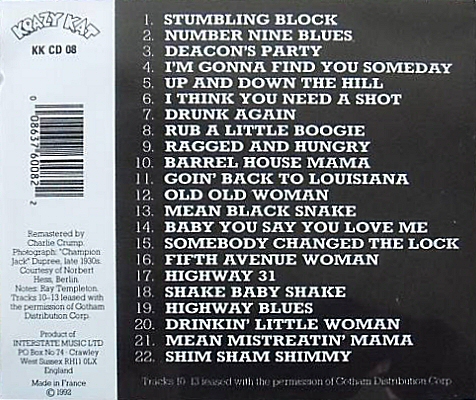 KRAZY KAT
KK CD 08
0 08637 60082 2
Remastered by
Charlie Crump.
Photograph: "Champion
Jack" Dupree, late 1930s.
Courtesy of Norbert
Hess, Berlin.
Notes: Ray Templeton.
Tracks 10-13 leased with
the permission of Gotham
Distribution Corp.
Product of
INTERSTATE MUSIC LTD
PO Box No 74 · Crawley
West Sussex RH11 0LX
England
Made in France
© 1992
1. STUMBLING BLOCK
2. NUMBER NINE BLUES
3. DEACON'S PARTY
4. I'M GONNA FIND YOU SOMEDAY
5. UP AND DOWN THE HILL
6. I THINK YOU NEED A SHOT
7. DRUNK AGAIN
8. RUB A LITTLE BOOGIE
9. RAGGED AND HUNGRY
10. BARREL HOUSE MAMA
11. GOIN' BACK TO LOUISIANA
12. OLD OLD WOMAN
13. MEAN BLACK SNAKE
14. BABY YOU SAY YOU LOVE ME
15. SOMEBODY CHANGED THE LOCK
16. FIFTH AVENUE WOMAN
17. HIGHWAY 31
18. SHAKE BABY SHAKE
19. HIGHWAY BLUES
20. DRINKIN' LITTLE WOMAN
21. MEAN MISTREATIN' MAMA
22. SHIM SHAM SHIMMY
Tracks 10-13 leased with the permission of Gotham Distribution Corp